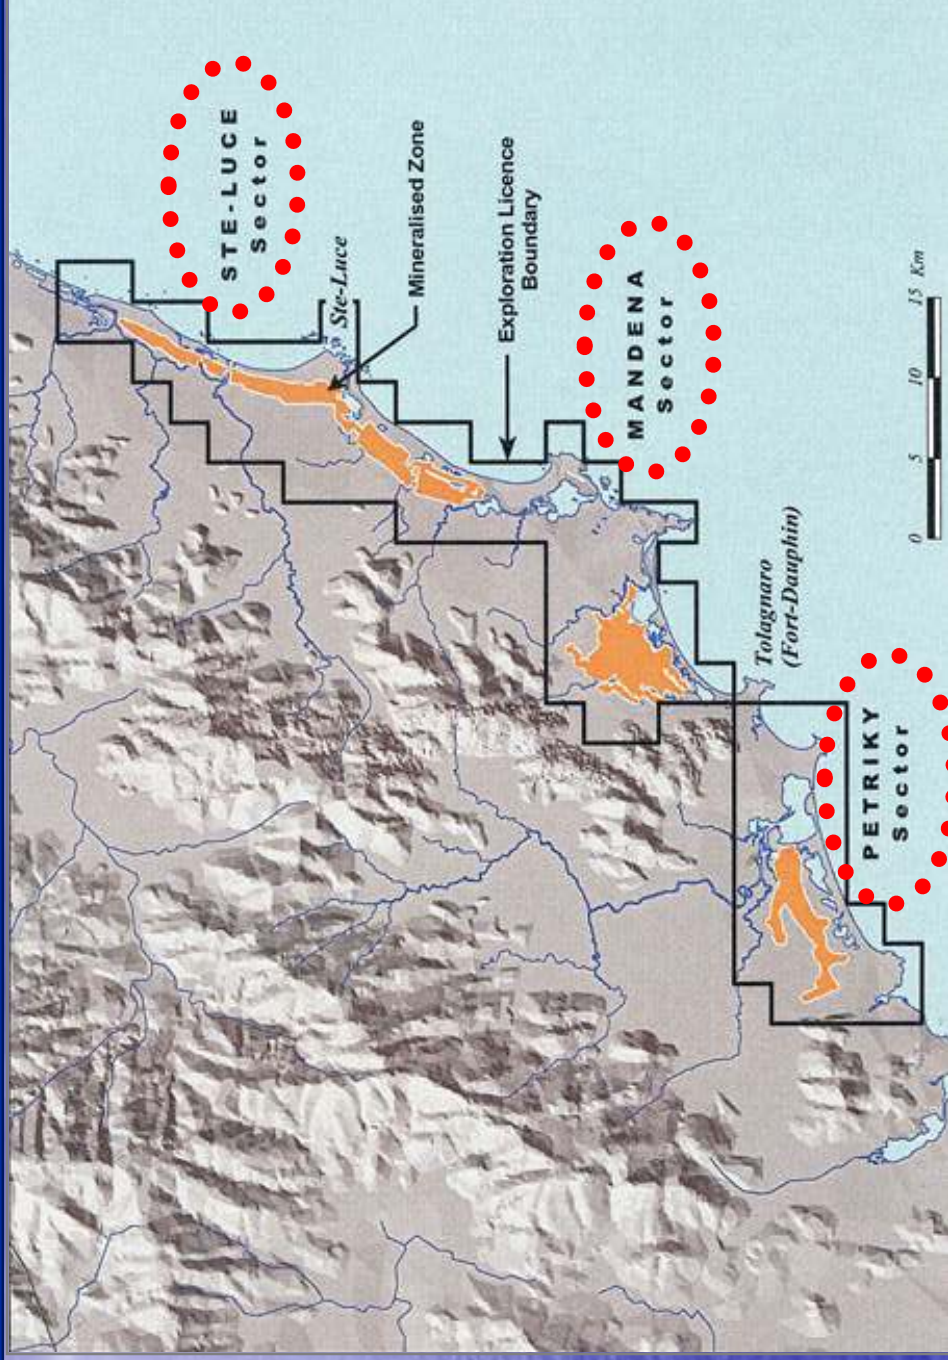 STE-LUCE
Sector
Ste-Luce
Mineralised Zone
Exploration Licence
Boundary
MANDENA
Sector
0 5 10 15 Km
Tolagnaro
(Fort-Dauphin)
PETRIKY
Sector